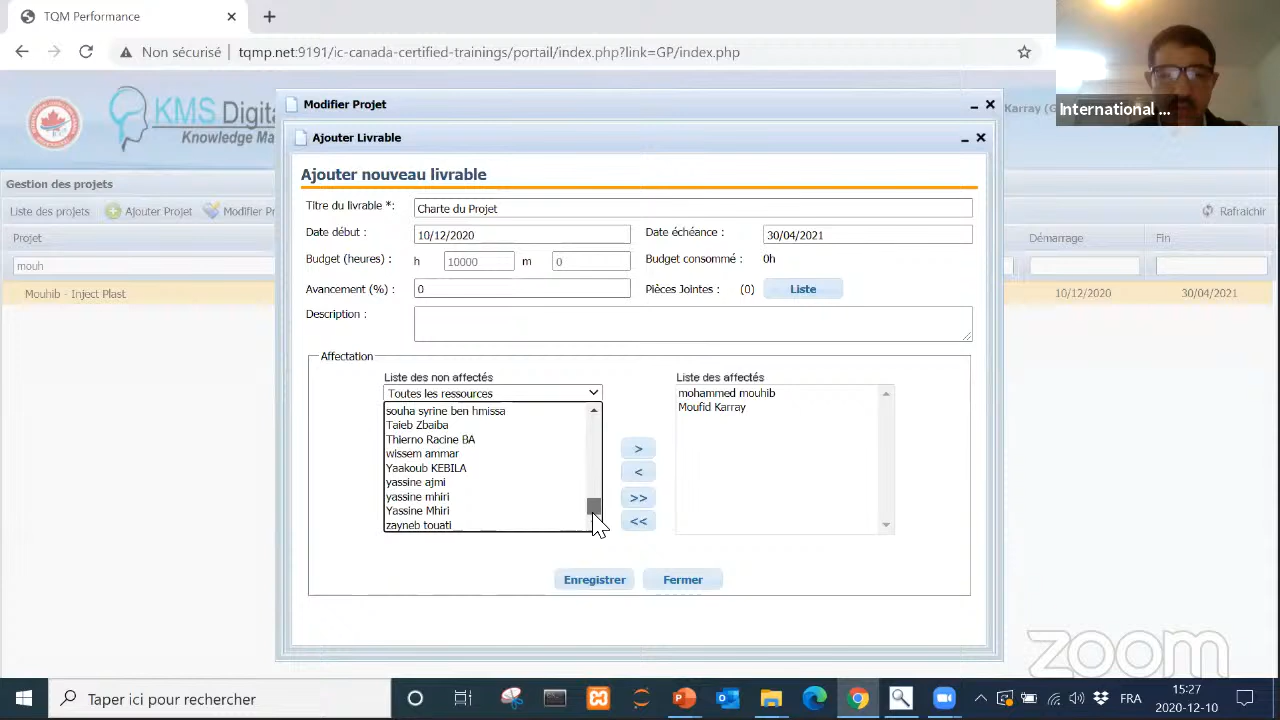 TQM Performance
Non sécurisé
tqmp.net:9191/ic-canada-certified-trainings/portail/index.php?link=GP/index.php
International ...
KMS Digita
Knowledge Ma
Karray (G
Modifier Projet
Ajouter Livrable
Gestion des projets
Liste des projets
Ajouter Projet
Modifier Pr
Rafraichir
Projet
Démarrage
Fin
mouh
Mouhib - Inject Plast
10/12/2020
30/04/2021
Ajouter nouveau livrable
Titre du livrable *:
Charte du Projet
Date début :
10/12/2020
Date échéance :
30/04/2021
Budget (heures) :
h
10000
m
0
Budget consommé :
0h
Avancement (%) :
0
Pièces Jointes :
(0)
Liste
Description :
Affectation
Liste des non affectés
Toutes les ressources
souha syrine ben hmissa
Taieb Zbaiba
Thierno Racine BA
wissem ammar
Yaakoub KEBILA
yassine ajmi
yassine mhiri
Yassine Mhiri
zayneb touati
>
<
>>
<<
Liste des affectés
mohammed mouhib
Moufid Karray
Enregistrer
Fermer
zoom
Taper ici pour rechercher
FRA
15:27
2020-12-10